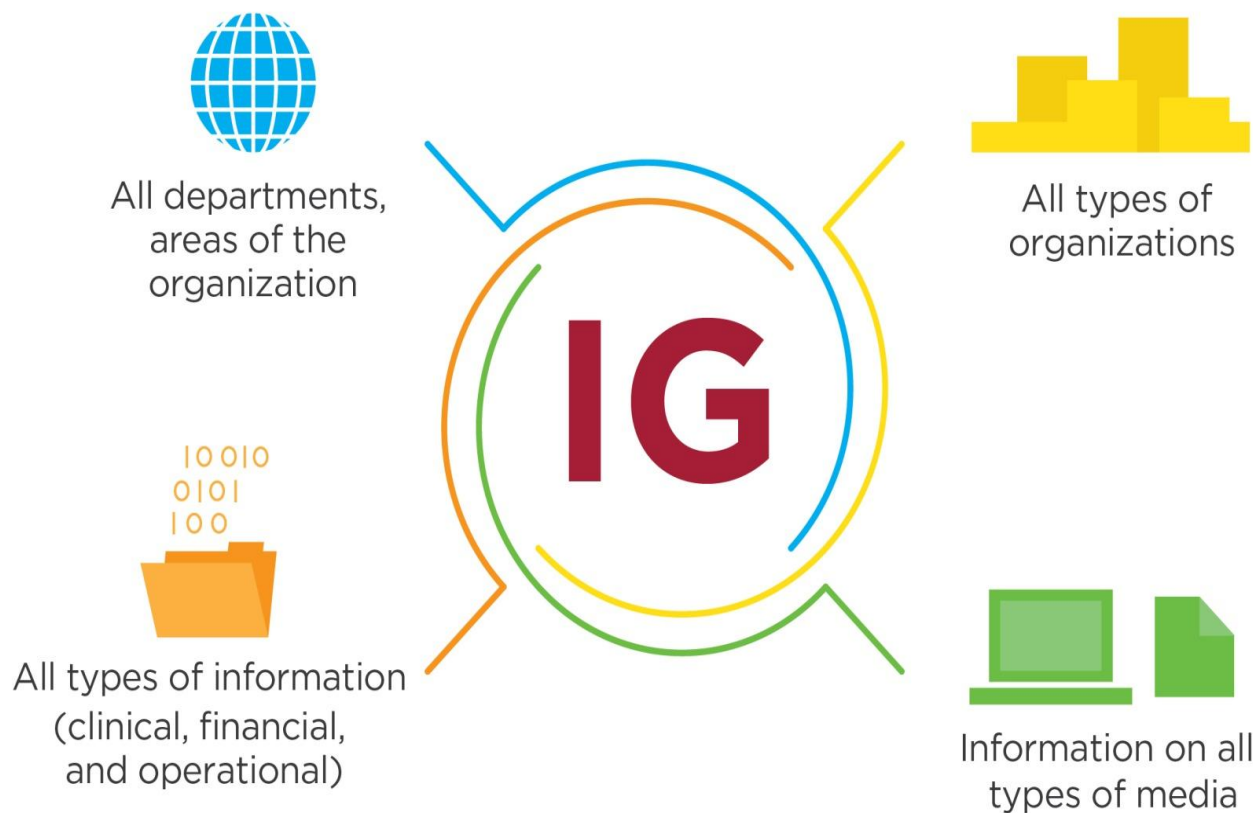 All departments,
areas of the
organization
All types of
organizations
IG
10010
0101
100
All types of information
(clinical, financial,
and operational)
Information on all
types of media